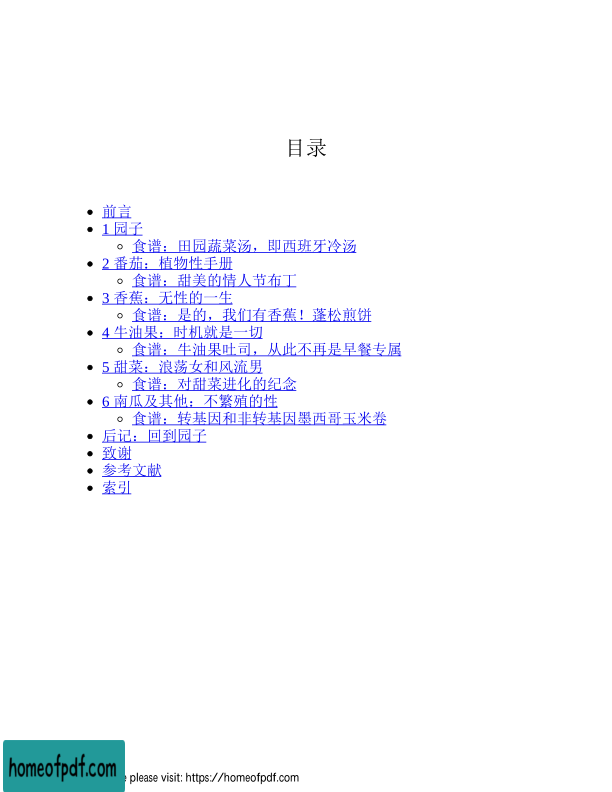 目录
前言
1 园子
食谱：田园蔬菜汤，即西班牙冷汤
2 番茄：植物性手册
食谱：甜美的情人节布丁
3 香蕉：无性的一生
食谱：是的，我们有香蕉！蓬松煎饼
4 牛油果：时机就是一切
食谱：牛油果吐司，从此不再是早餐专属
5 甜菜：浪荡女和风流男
食谱：对甜菜进化的纪念
6 南瓜及其他：不繁殖的性
食谱：转基因和非转基因墨西哥玉米卷
后记：回到园子
致谢
参考文献
索引
homeofpdf.com please visit: https://homeofpdf.com